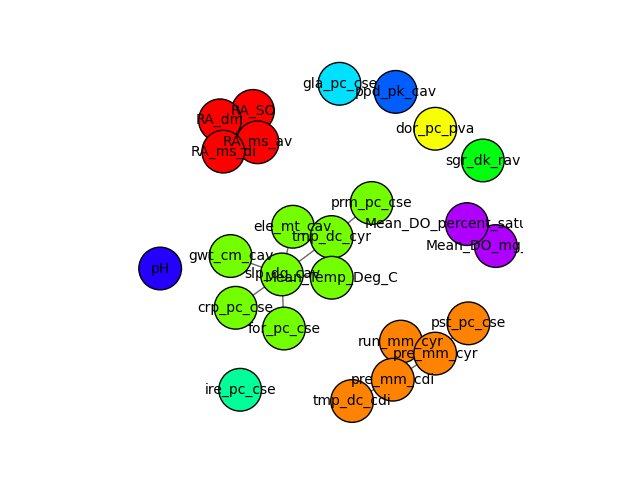 gla_pc_cse
ppd_pk_cav
RA_SO
RA_dm
dor_pc_pva
RA_ms_av
RA_ms_di
sgr_dk_rav
prm_pc_cse
Mean_DO_percent_satu
ele_mt_cav
tmp_dc_cyr
Mean_DO_mg_
gwt_cm_cav
pH
slp_dg_cav
Mean_Temp_Deg_C
crp_pc_cse
for_pc_cse
pst_pc_cse
run_mm_cyr
pre_mm_cyr
pre_mm_cdi
ire_pc_cse
tmp_dc_cdi